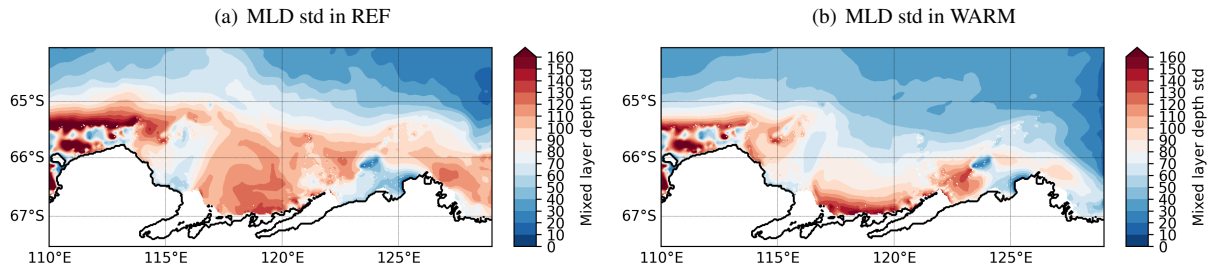 (a) MLD std in REF
(b) MLD std in WARM
65°S
66°S
67°S
110°E 115°E 120°E 125°E
160
150
140
130
120
110
100
90
80
70
60
50
40
30
20
10
0
Mixed layer depth std
65°S
66°S
67°S
110°E 115°E 120°E 125°E
160
150
140
130
120
110
100
90
80
70
60
50
40
30
20
10
0
Mixed layer depth std